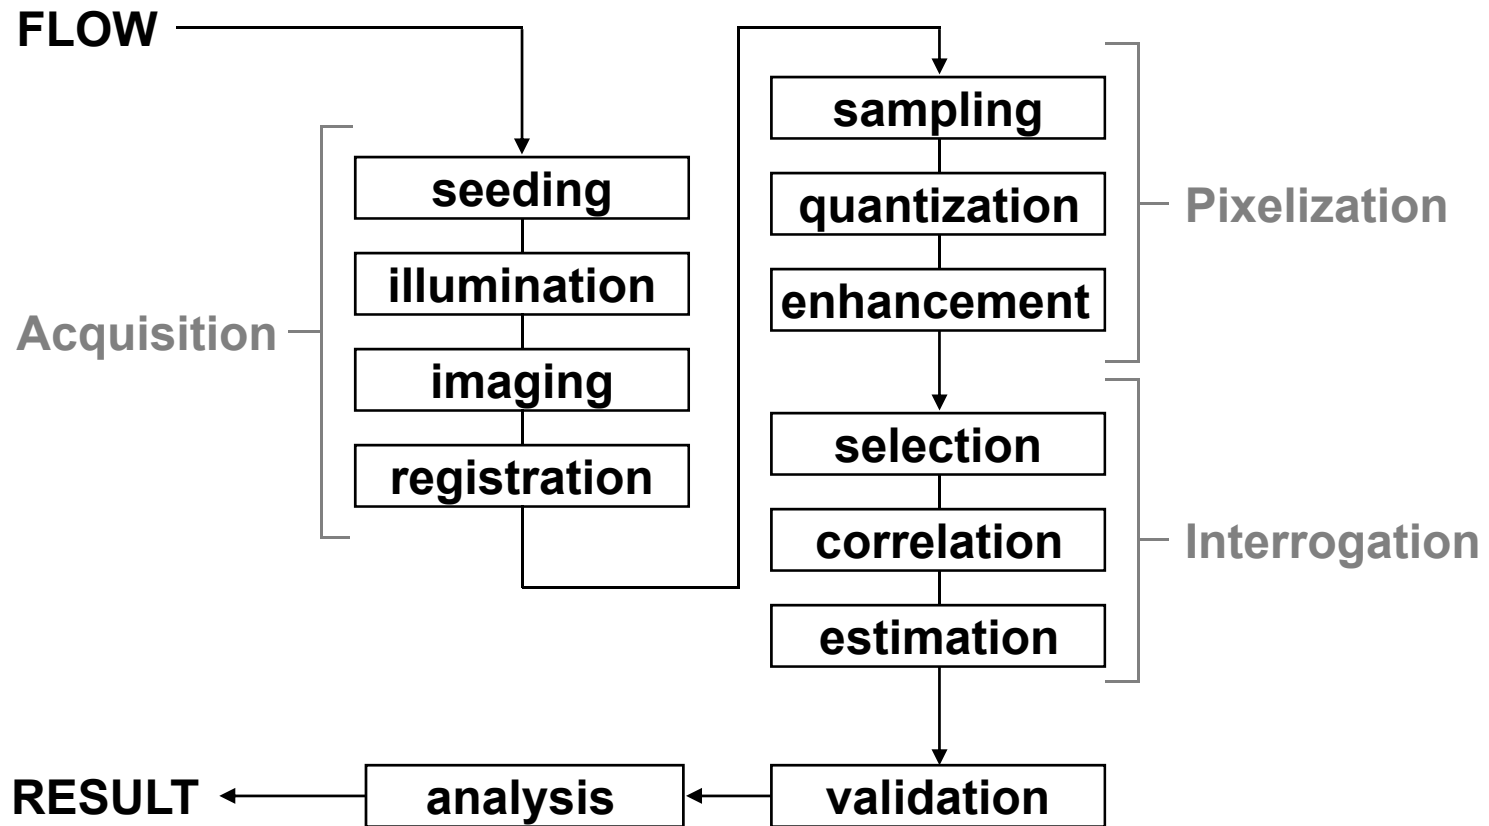 FLOW
seeding
illumination
imaging
registration
Acquisition
sampling
quantization
enhancement
Pixelization
selection
correlation
estimation
Interrogation
validation
analysis
RESULT